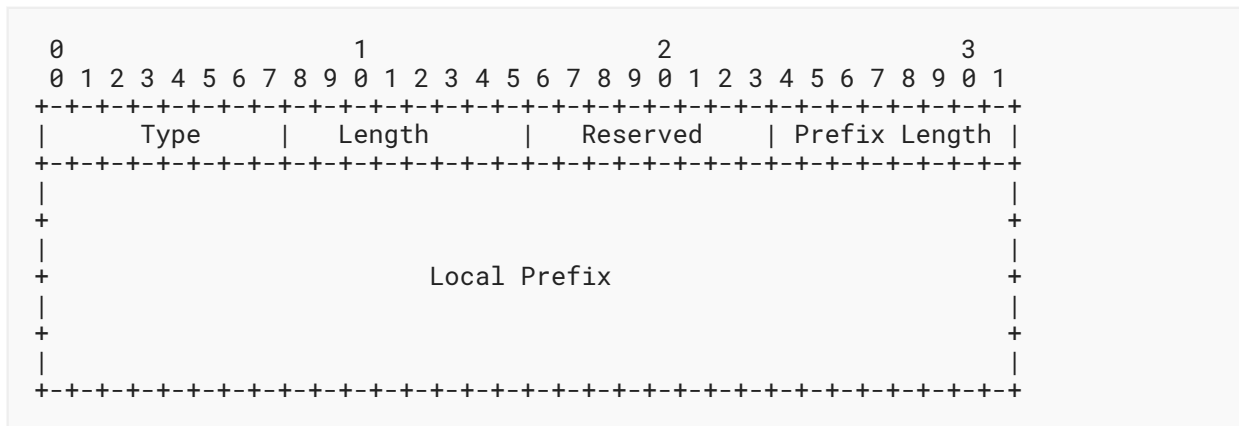 0                   1                   2                   3
 0 1 2 3 4 5 6 7 8 9 0 1 2 3 4 5 6 7 8 9 0 1 2 3 4 5 6 7 8 9 0 1
+-+-+-+-+-+-+-+-+-+-+-+-+-+-+-+-+-+-+-+-+-+-+-+-+-+-+-+-+-+-+-+-+
|      Type     |   Length      |   Reserved    | Prefix Length |
+-+-+-+-+-+-+-+-+-+-+-+-+-+-+-+-+-+-+-+-+-+-+-+-+-+-+-+-+-+-+-+-+
|                                                               |
+                                                               +
|                                                               |
+                         Local Prefix                          +
|                                                               |
+                                                               +
|                                                               |
+-+-+-+-+-+-+-+-+-+-+-+-+-+-+-+-+-+-+-+-+-+-+-+-+-+-+-+-+-+-+-+-+